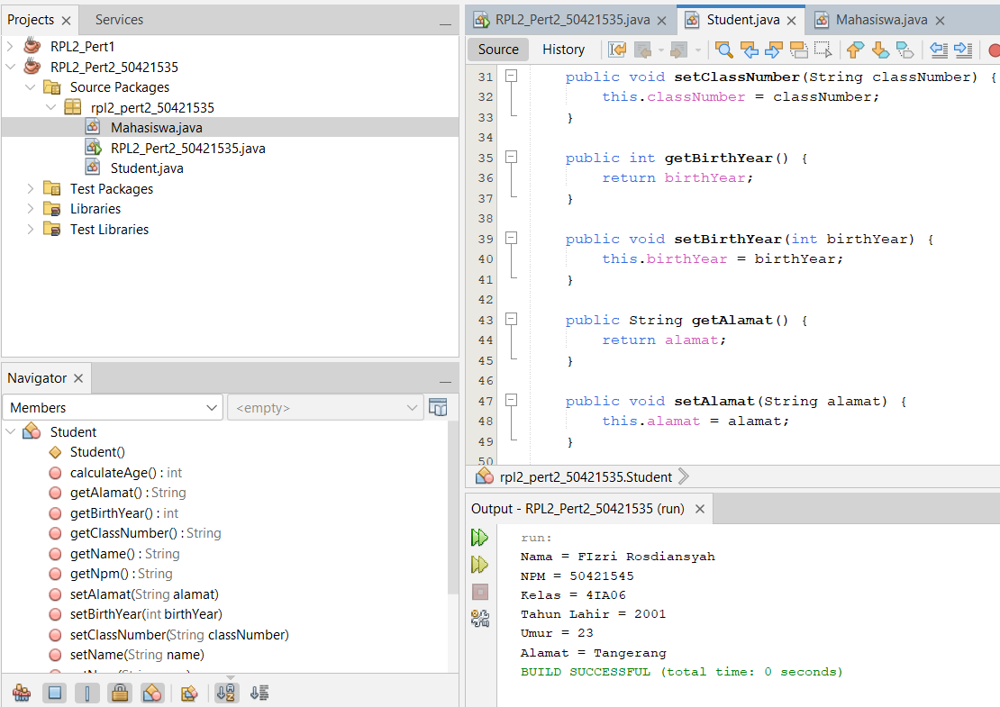 Projects
Services
RPL2_Pert1
RPL2_Pert2_50421535
Source Packages
rpl2_pert2_50421535
Mahasiswa.java
RPL2_Pert2_50421535.java
Student.java
Test Packages
Libraries
Test Libraries
Navigator
Members
<empty>
Student
Student()
calculateAge() : int
getAlamat() : String
getBirthYear() : int
getClassNumber() : String
getName() : String
getNpm() : String
setAlamat(String alamat)
setBirthYear(int birthYear)
setClassNumber(String classNumber)
setName(String name)
RPL2_Pert2_50421535.java
Student.java
Mahasiswa.java
Source
History
31 public void setClassNumber(String classNumber) {
32 this.classNumber = classNumber;
33 }
34
35 public int getBirthYear() {
36 return birthYear;
37 }
38
39 public void setBirthYear(int birthYear) {
40 this.birthYear = birthYear;
41 }
42
43 public String getAlamat() {
44 return alamat;
45 }
46
47 public void setAlamat(String alamat) {
48 this.alamat = alamat;
49 }
50
rpl2_pert2_50421535.Student
Output - RPL2_Pert2_50421535 (run)
run:
Nama = FIzri Rosdiansyah
NPM = 50421545
Kelas = 4IA06
Tahun Lahir = 2001
Umur = 23
Alamat = Tangerang
BUILD SUCCESSFUL (total time: 0 seconds)